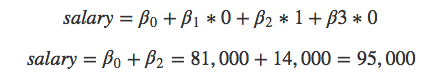 salary = β₀ + β₁ * 0 + β₂ * 1 + β3 * 0
salary = β₀ + β₂ = 81, 000 + 14, 000 = 95, 000